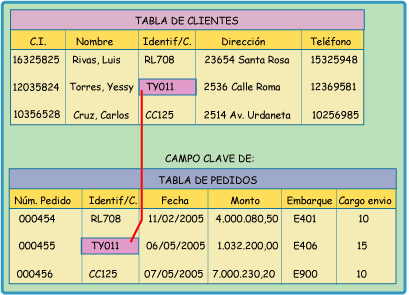 TABLA DE CLIENTES
C.I. Nombre Identif/C. Dirección Teléfono
16325825 Rivas, Luis RL708 23654 Santa Rosa 15325948
12035824 Torres, Yessy TY011 2536 Calle Roma 12369581
10356528 Cruz, Carlos CC125 2514 Av. Urdaneta 10256985
CAMPO CLAVE DE:
TABLA DE PEDIDOS
Núm. Pedido Identif/C. Fecha Monto Embarque Cargo envio
000454 RL708 11/02/2005 4.000.080,50 E401 10
000455 TY011 06/05/2005 1.032.200,00 E406 15
000456 CC125 07/05/2005 7.000.230,20 E900 10